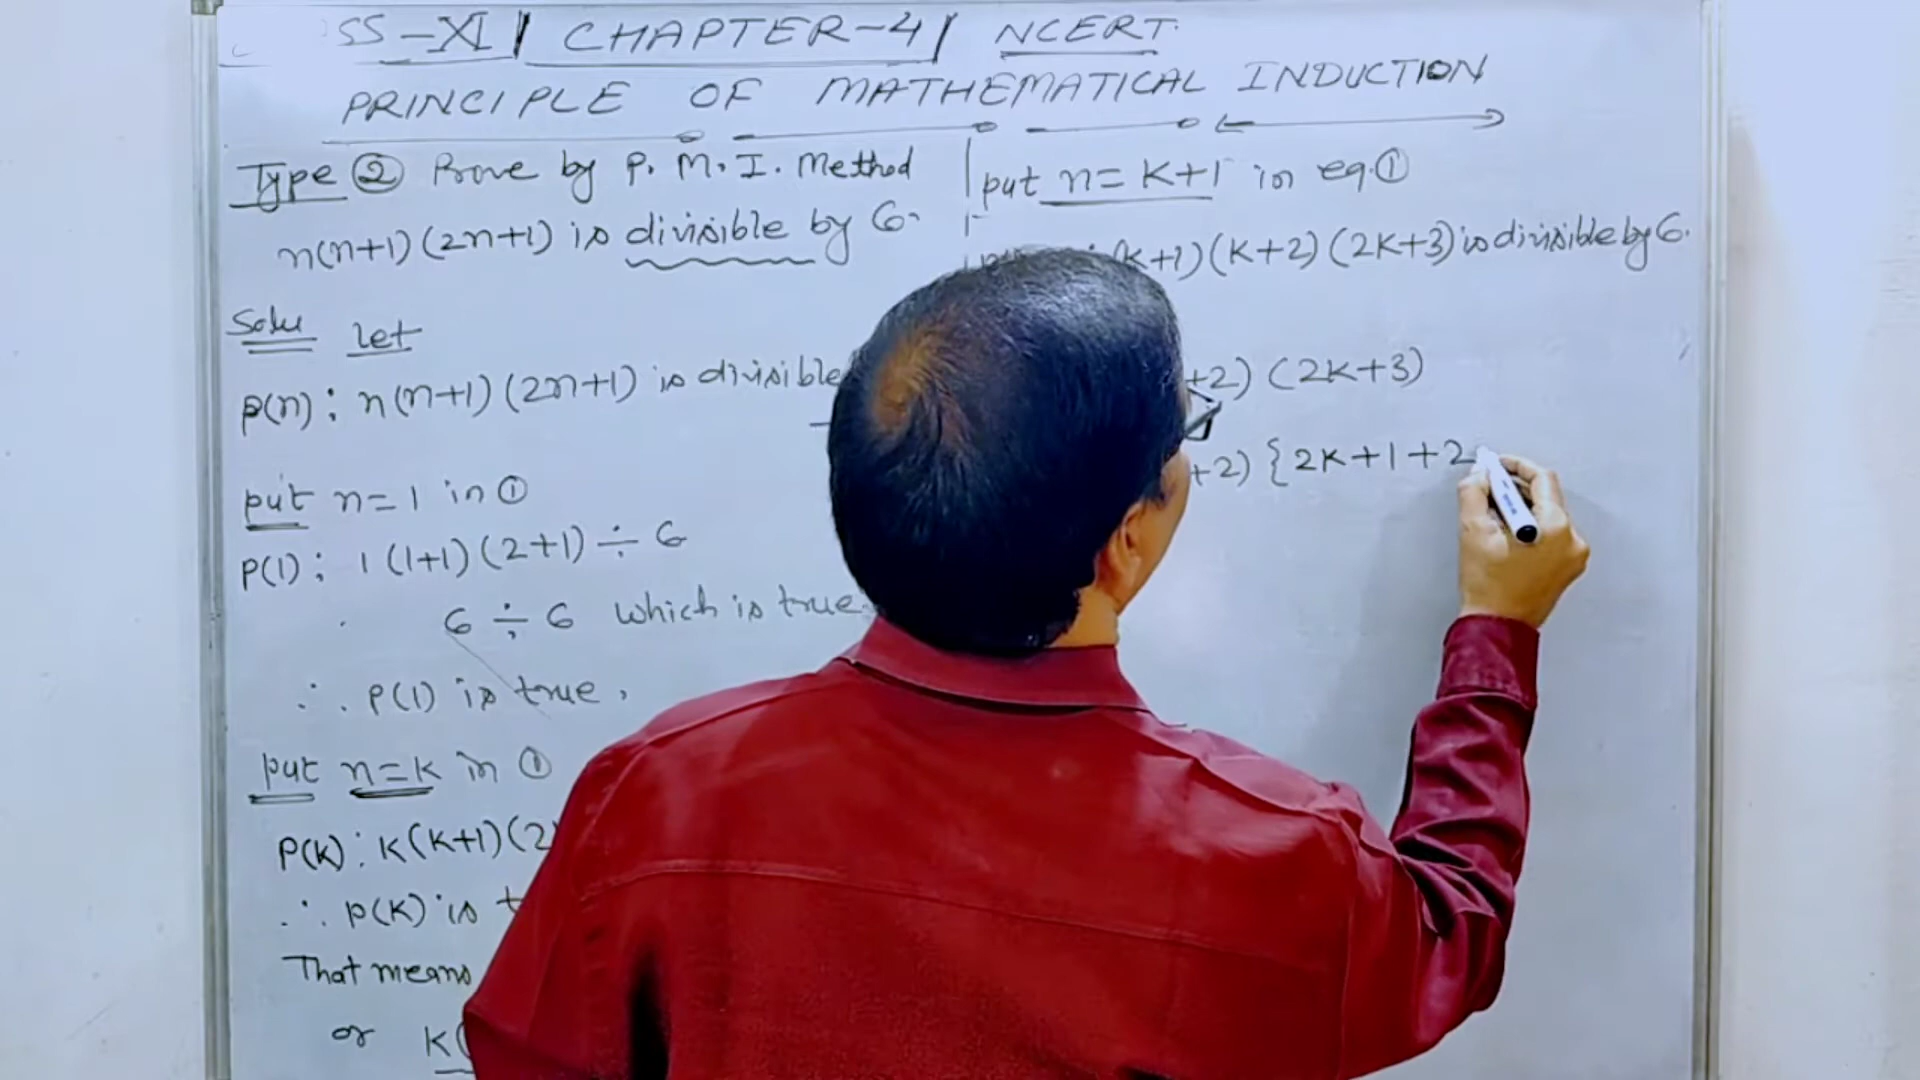 SS-XI / CHAPTER-4 / NCERT.
PRINCIPLE OF MATHEMATICAL INDUCTION
Type ② Prove by P. M. I. Method
n(n+1)(2n+1) is divisible by 6.
Solu Let
p(n): n(n+1)(2n+1) is divisible
put n=1 in ①
P(1): 1(1+1)(2+1) ÷ 6
6 ÷ 6 which is true.
∴ P(1) is true.
put n=k in ①
P(k): k(k+1)(2
∴ p(k) is t
That means
or k(
put n=k+1 in eq.①
(k+1)(k+2)(2k+3) is divisible by 6.
+2)(2k+3)
+2){2k+1+2